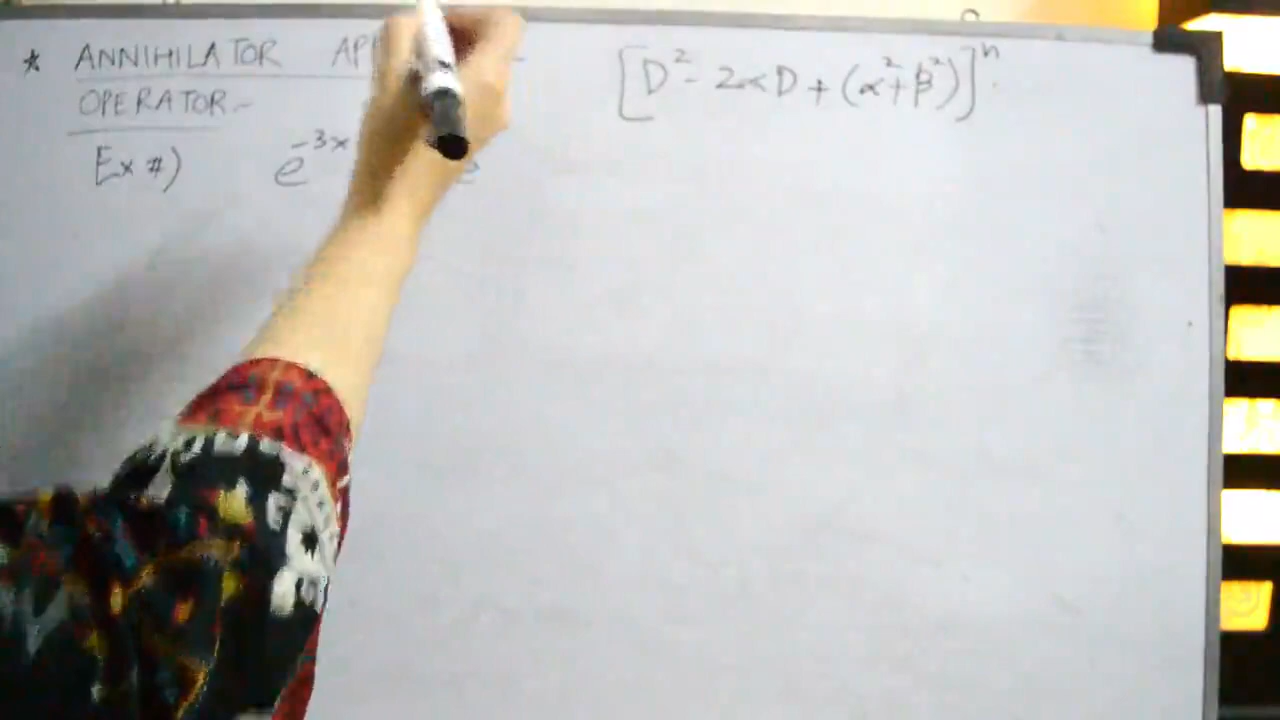 * ANNIHILATOR
OPERATOR:-
Ex #) e^{-3x} e
[D² - 2αD + (α² + β²)]ⁿ.